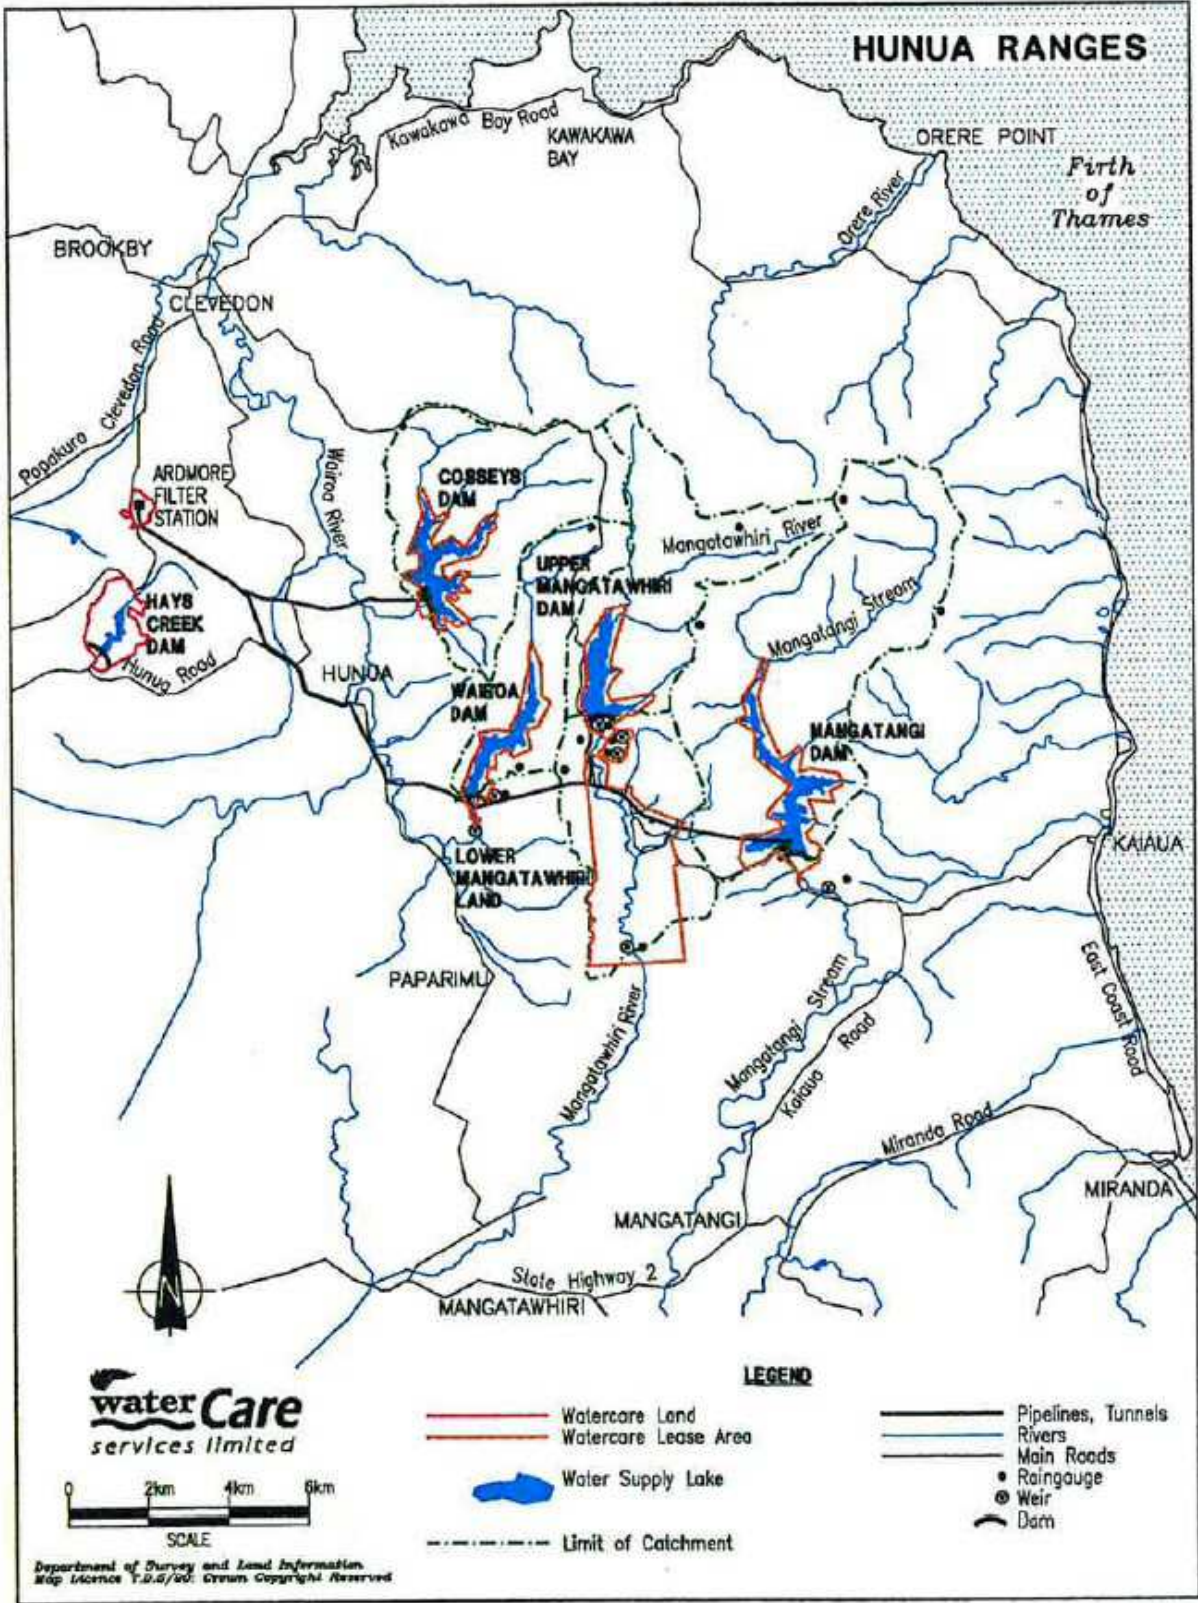 HUNUA RANGES
Kawakawa Bay Road
KAWAKAWA
BAY
ORERE POINT
Firth
of
Thames
Orere River
BROOKBY
CLEVEDON
Papakura Clevedon Road
Wairoa River
ARDMORE
FILTER
STATION
COSSEYS
DAM
Mangatawhiri River
UPPER
MANGATAWHIRI
DAM
Mangatangi Stream
HAYS
CREEK
DAM
Hunua Road
HUNUA
WAIROA
DAM
MANGATANGI
DAM
KAIAUA
LOWER
MANGATAWHIRI
LAND
East Coast Road
PAPARIMU
Mangatawhiri River
Mangatangi Stream
Kaiaua Road
Miranda Road
MIRANDA
MANGATANGI
State Highway 2
MANGATAWHIRI
N
LEGEND
water Care
services limited
Watercare Land
Watercare Lease Area
Water Supply Lake
Limit of Catchment
Pipelines, Tunnels
Rivers
Main Roads
Raingauge
Weir
Dam
0 2km 4km 6km
SCALE
Department of Survey and Land Information
Map Licence T.D.S/90: Crown Copyright Reserved